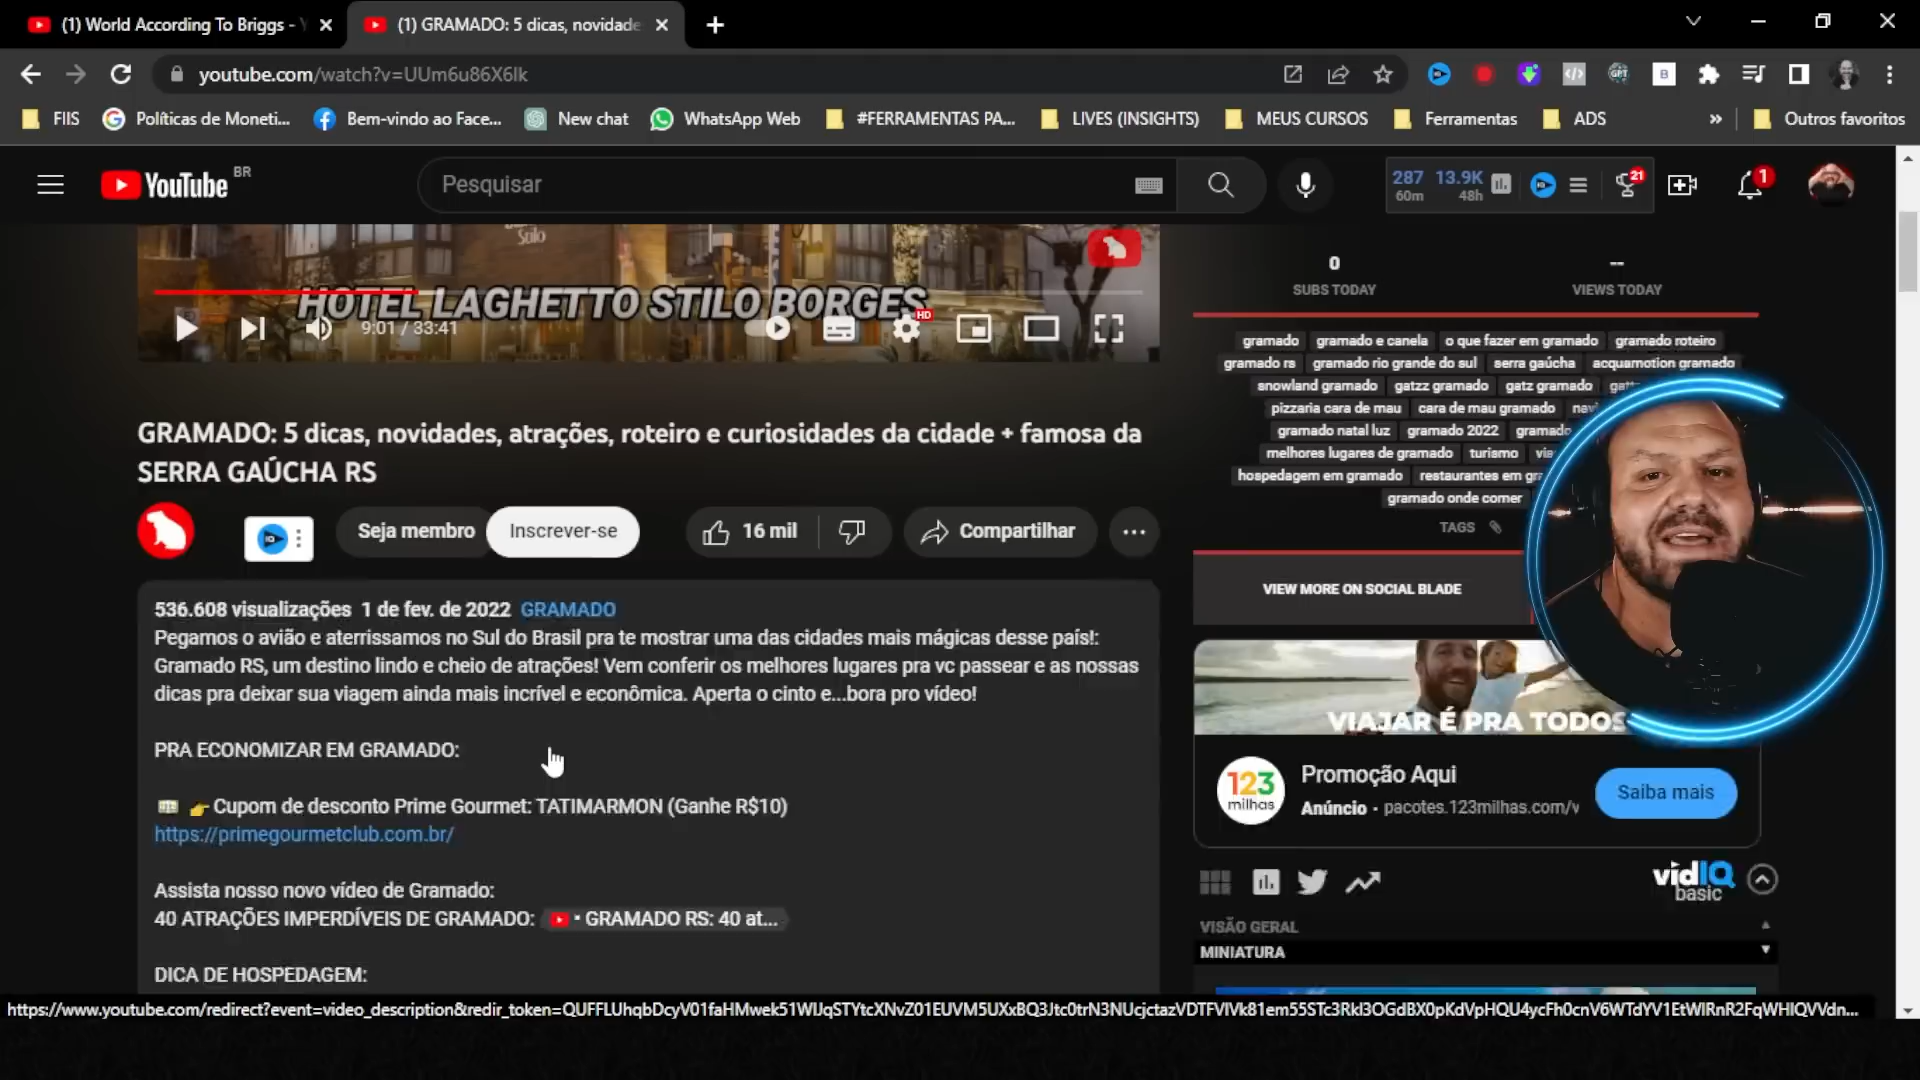 (1) World According To Briggs -
(1) GRAMADO: 5 dicas, novidade
youtube.com/watch?v=UUm6u86X6lk
FIIS
Políticas de Moneti...
Bem-vindo ao Face...
New chat
WhatsApp Web
#FERRAMENTAS PA...
LIVES (INSIGHTS)
MEUS CURSOS
Ferramentas
ADS
»
Outros favoritos
YouTube BR
Pesquisar
287 13.9K
60m 48h
21
1
Stilo
HOTEL LAGHETTO STILO BORGES
9:01 / 33:41
HD
GRAMADO: 5 dicas, novidades, atrações, roteiro e curiosidades da cidade + famosa da
SERRA GAÚCHA RS
Seja membro
Inscrever-se
16 mil
Compartilhar
536.608 visualizações 1 de fev. de 2022 GRAMADO
Pegamos o avião e aterrissamos no Sul do Brasil pra te mostrar uma das cidades mais mágicas desse país!:
Gramado RS, um destino lindo e cheio de atrações! Vem conferir os melhores lugares pra vc passear e as nossas
dicas pra deixar sua viagem ainda mais incrível e econômica. Aperta o cinto e...bora pro vídeo!
PRA ECONOMIZAR EM GRAMADO:
Cupom de desconto Prime Gourmet: TATIMARMON (Ganhe R$10)
https://primegourmetclub.com.br/
Assista nosso novo vídeo de Gramado:
40 ATRAÇÕES IMPERDÍVEIS DE GRAMADO: • GRAMADO RS: 40 at...
DICA DE HOSPEDAGEM:
0
SUBS TODAY
--
VIEWS TODAY
gramado gramado e canela o que fazer em gramado gramado roteiro
gramado rs gramado rio grande do sul serra gaúcha acquamotion gramado
snowland gramado gatzz gramado gatz gramado
pizzaria cara de mau cara de mau gramado
gramado natal luz gramado 2022
melhores lugares de gramado turismo
hospedagem em gramado restaurantes em
gramado onde comer
TAGS
VIEW MORE ON SOCIAL BLADE
VIAJAR É PRA TODOS
123
milhas
Promoção Aqui
Anúncio · pacotes.123milhas.com/v
Saiba mais
vidIQ
basic
VISÃO GERAL
MINIATURA